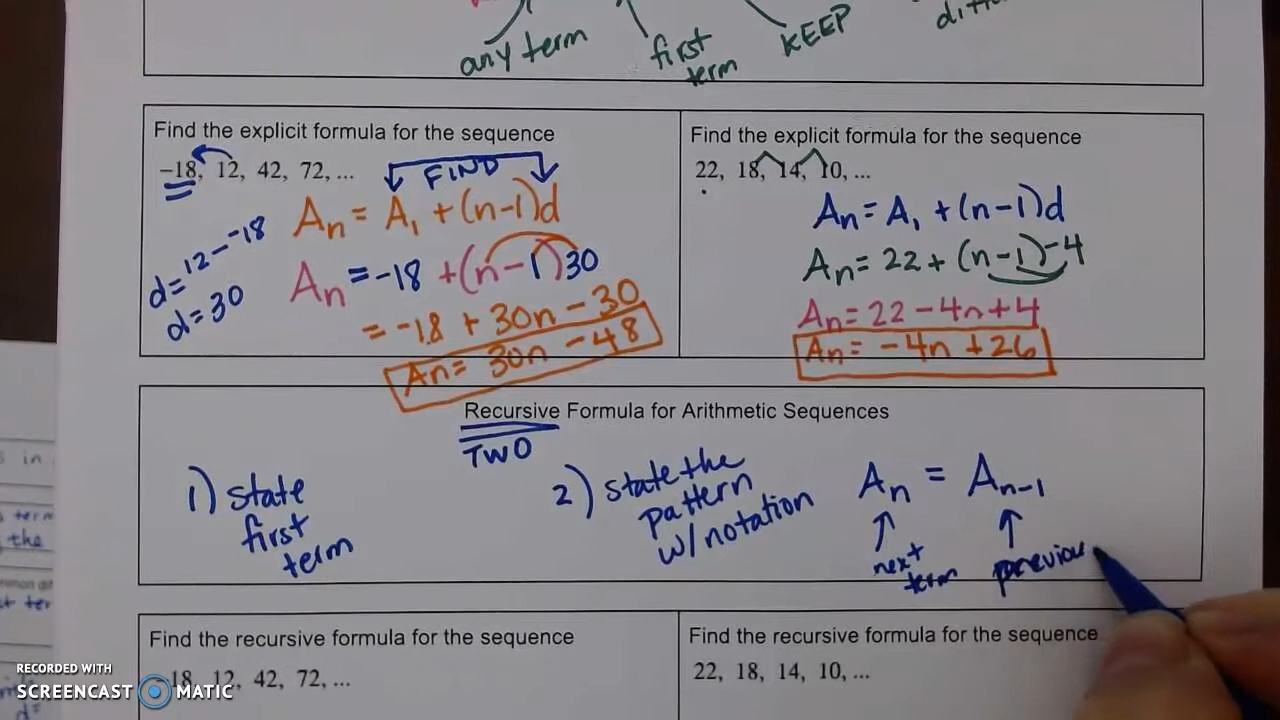 any term
first
term
KEEP
Find the explicit formula for the sequence
-18, 12, 42, 72, ...
FIND
An = A1 + (n-1)d
d= 12 - -18
d= 30
An = -18 + (n-1)30
= -18 + 30n - 30
An = 30n - 48
Find the explicit formula for the sequence
22, 18, 14, 10, ...
An = A1 + (n-1)d
An = 22 + (n-1)-4
An = 22 - 4n + 4
An = -4n + 26
Recursive Formula for Arithmetic Sequences
TWO
1) state
first
term
2) state the
pattern
w/ notation
An = An-1
next
term
previou
Find the recursive formula for the sequence
-18, 12, 42, 72, ...
Find the recursive formula for the sequence
22, 18, 14, 10, ...
s in
term
the
RECORDED WITH
SCREENCAST MATIC